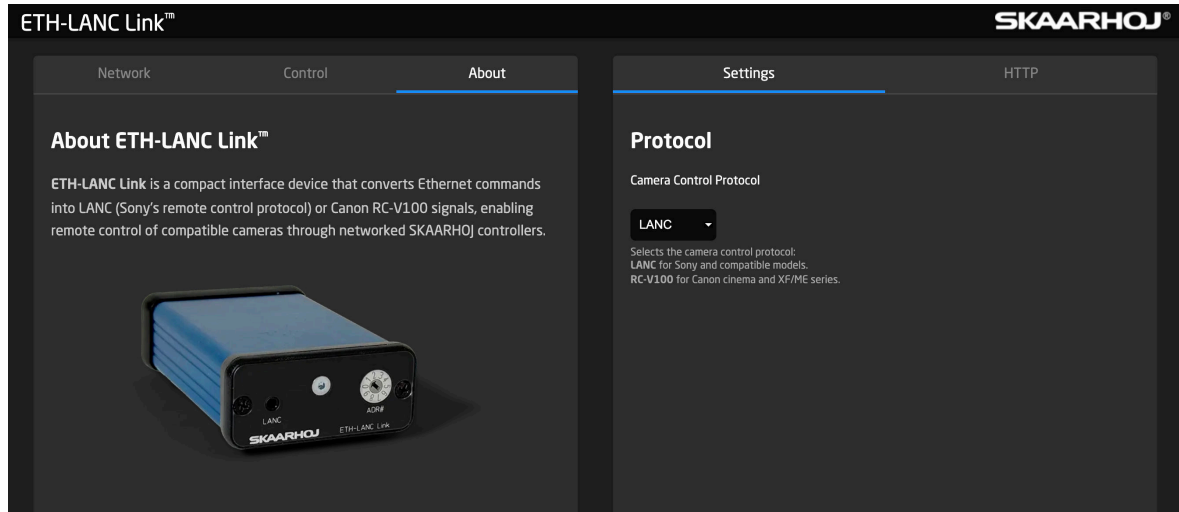 ETH-LANC Link™
SKAARHOJ®
Network
Control
About
Settings
HTTP
About ETH-LANC Link™
ETH-LANC Link is a compact interface device that converts Ethernet commands
into LANC (Sony's remote control protocol) or Canon RC-V100 signals, enabling
remote control of compatible cameras through networked SKAARHOJ controllers.
LANC
ADR#
SKAARHOJ
ETH-LANC Link
Protocol
Camera Control Protocol
LANC
Selects the camera control protocol:
LANC for Sony and compatible models.
RC-V100 for Canon cinema and XF/ME series.